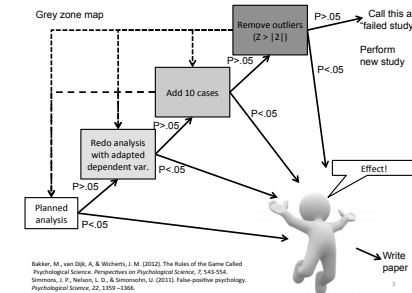 Grey zone map
Remove outliers
(Z > |2|)
P>.05
Call this a
"failed study
Perform
new study
P>.05
P<.05
Add 10 cases
P>.05
P<.05
Redo analysis
with adapted
dependent var.
Effect!
P>.05
P<.05
Planned
analysis
P<.05
Write
paper
Bakker, M., van Dijk, A, & Wicherts, J. M. (2012). The Rules of the Game Called
Psychological Science. Perspectives on Psychological Science, 7, 543-554.
Simmons, J. P., Nelson, L. D., & Simonsohn, U. (2011). False-positive psychology.
Psychological Science, 22, 1359 –1366.
3